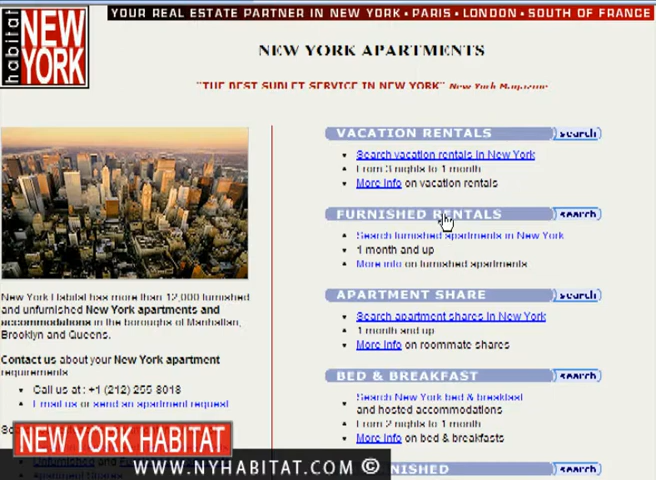 habitat
NEW
YORK
YOUR REAL ESTATE PARTNER IN NEW YORK • PARIS • LONDON • SOUTH OF FRANCE
NEW YORK APARTMENTS
"THE BEST SUBLET SERVICE IN NEW YORK" New York Magazine
New York Habitat has more than 12,000 furnished
and unfurnished New York apartments and
accommodations in the boroughs of Manhattan,
Brooklyn and Queens.
Contact us about your New York apartment
requirements
Call us at: +1 (212) 255-8018
Email us or send an apartment request
VACATION RENTALS search
Search vacation rentals in New York
From 3 nights to 1 month
More info on vacation rentals
FURNISHED RENTALS search
Search furnished apartments in New York
1 month and up
More info on furnished apartments
APARTMENT SHARE search
Search apartment shares in New York
1 month and up
More info on roommate shares
BED & BREAKFAST search
Search New York bed & breakfast
and hosted accommodations
From 2 nights to 1 month
More info on bed & breakfasts
NISHED search
NEW YORK HABITAT
Unfurnished and
Apartment Shares
WWW.NYHABITAT.COM ©